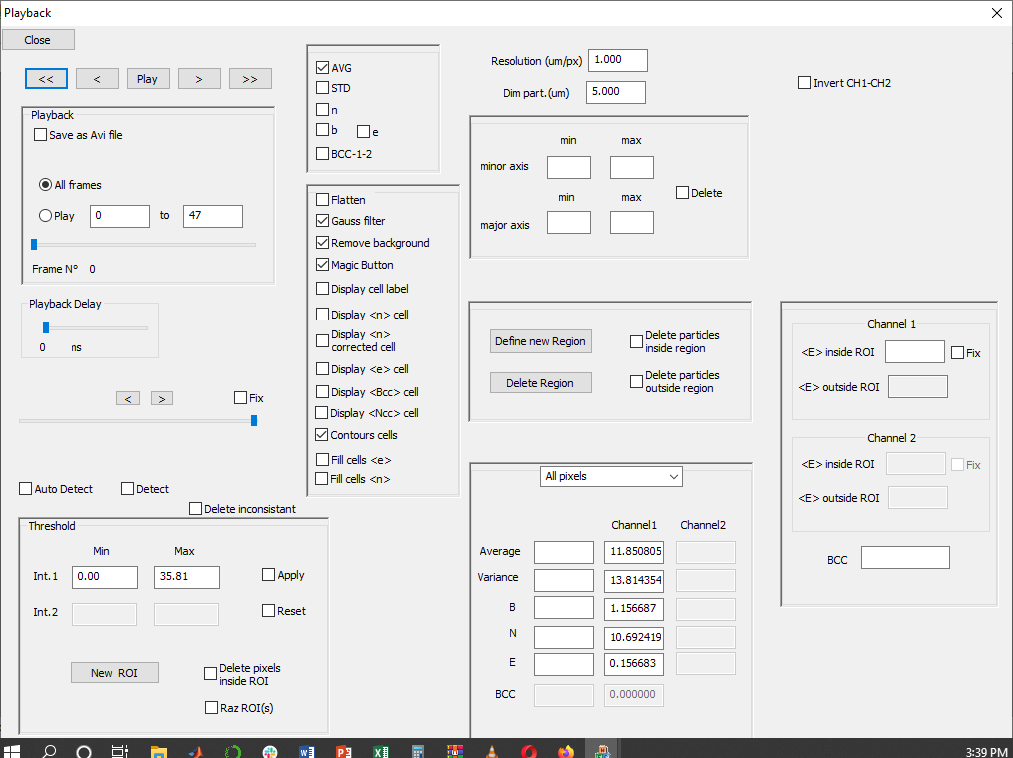 Playback
Close
<< < Play > >>
Playback
Save as Avi file
All frames
Play 0 to 47
Frame N° 0
Playback Delay
0 ms
< > Fix
Auto Detect Detect
Delete inconsistant
Threshold
Min Max
Int.1 0.00 35.81 Apply
Int.2 Reset
New ROI
Delete pixels
inside ROI
Raz ROI(s)
AVG
STD
n
b e
BCC-1-2
Flatten
Gauss filter
Remove background
Magic Button
Display cell label
Display <n> cell
Display <n>
corrected cell
Display <e> cell
Display <Bcc> cell
Display <Ncc> cell
Contours cells
Fill cells <e>
Fill cells <n>
Resolution (um/px) 1.000
Dim part.(um) 5.000
min max
minor axis
min max
major axis
Delete
Define new Region
Delete particles
inside region
Delete Region
Delete particles
outside region
All pixels
Channel1 Channel2
Average 11.850805
Variance 13.814354
B 1.156687
N 10.692419
E 0.156683
BCC 0.000000
Invert CH1-CH2
Channel 1
<E> inside ROI Fix
<E> outside ROI
Channel 2
<E> inside ROI Fix
<E> outside ROI
BCC
3:39 PM